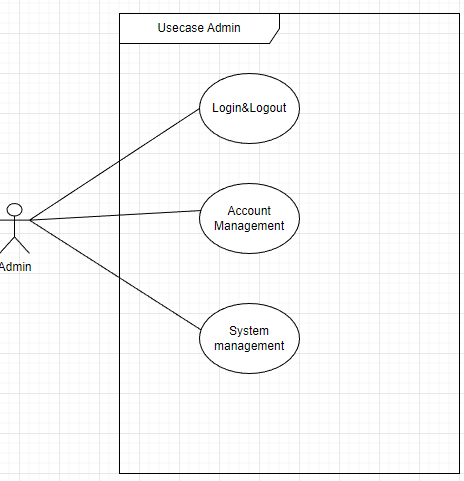 Usecase Admin
Login&Logout
Account
Management
Admin
System
management